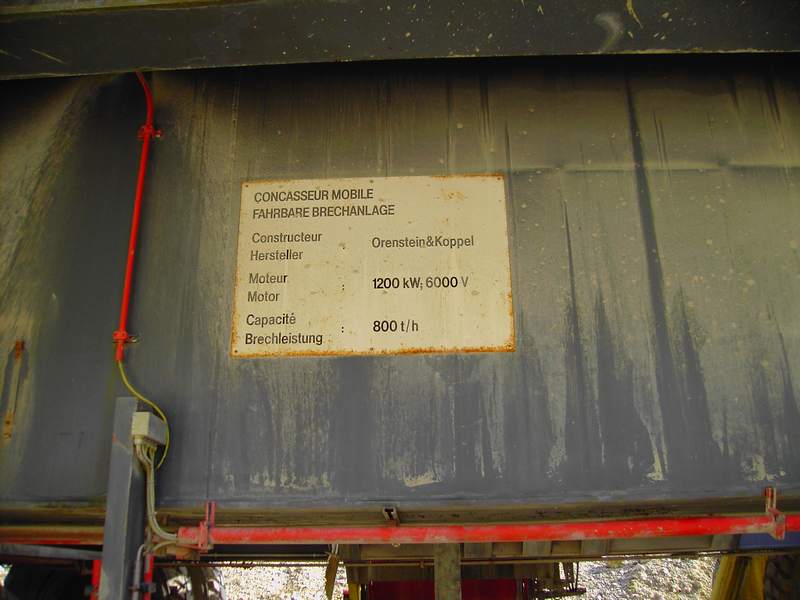 CONCASSEUR MOBILE
FAHRBARE BRECHANLAGE
Constructeur
Hersteller : Orenstein&Koppel
Moteur
Motor : 1200 kW; 6000 V
Capacité
Brechleistung : 800 t/h